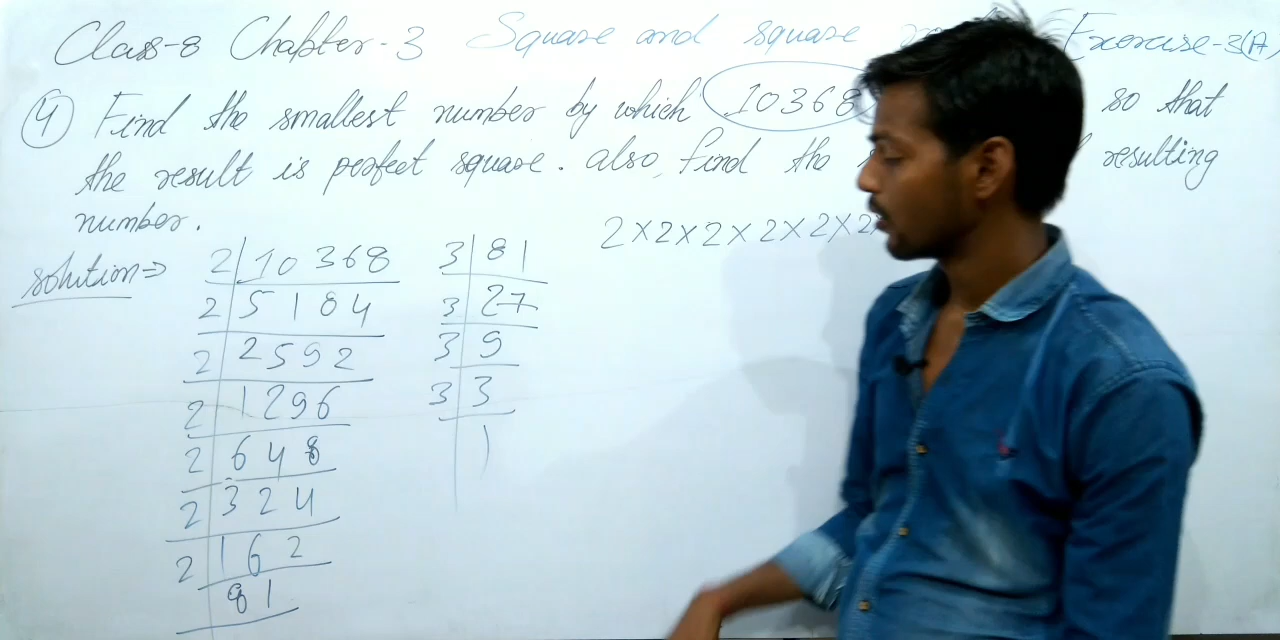 Class-8 Chapter-3 Square and square Exercise-3(A)
4 Find the smallest number by which 10368 so that
the result is perfect square. also, find the resulting
number.
solution⇒
2 | 10368
2 | 5184
2 | 2592
2 | 1296
2 | 648
2 | 324
2 | 162
81
3 | 81
3 | 27
3 | 9
3 | 3
1
2×2×2×2×2×2×